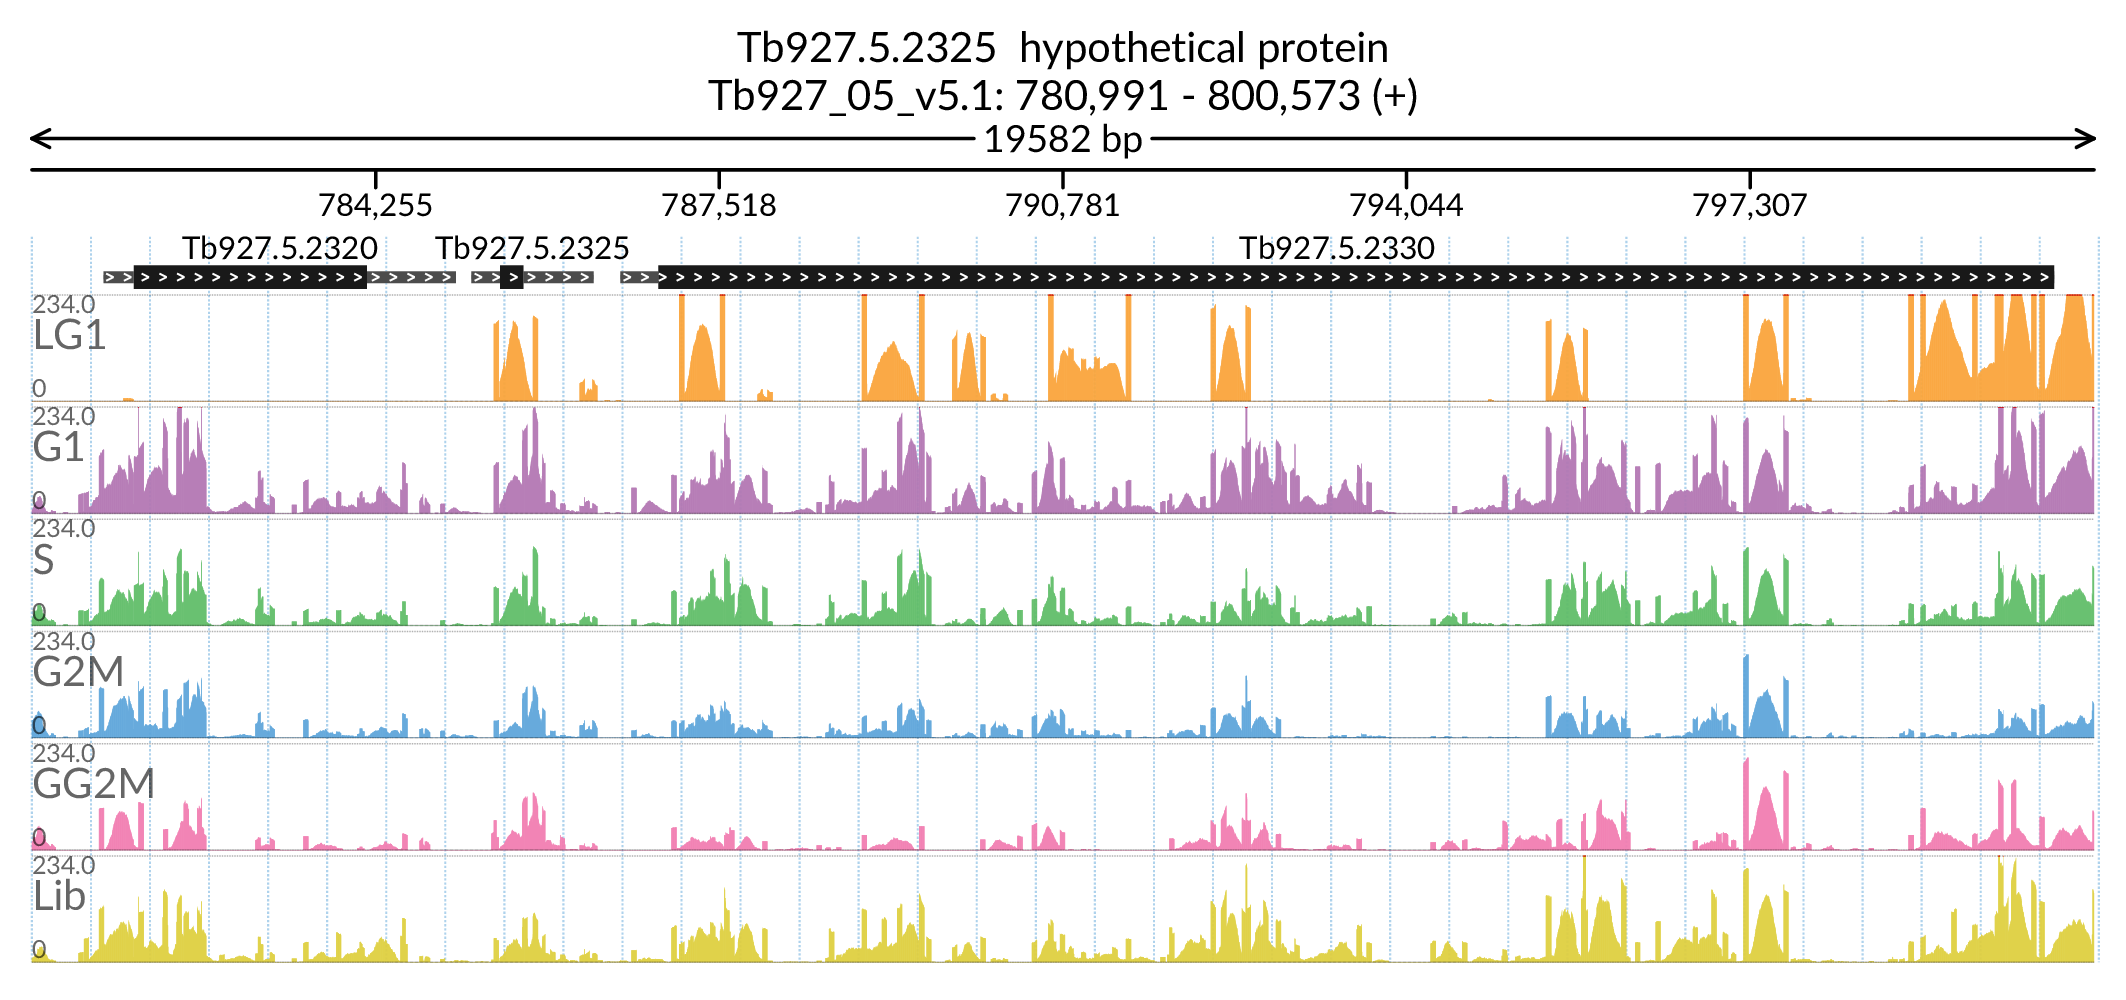 Tb927.5.2325  hypothetical protein
Tb927_05_v5.1: 780,991 - 800,573 (+)
19582 bp
784,255 787,518 790,781 794,044 797,307
Tb927.5.2320 Tb927.5.2325 Tb927.5.2330
234.0
LG1
0
234.0
G1
0
234.0
S
0
234.0
G2M
0
234.0
GG2M
0
234.0
Lib
0